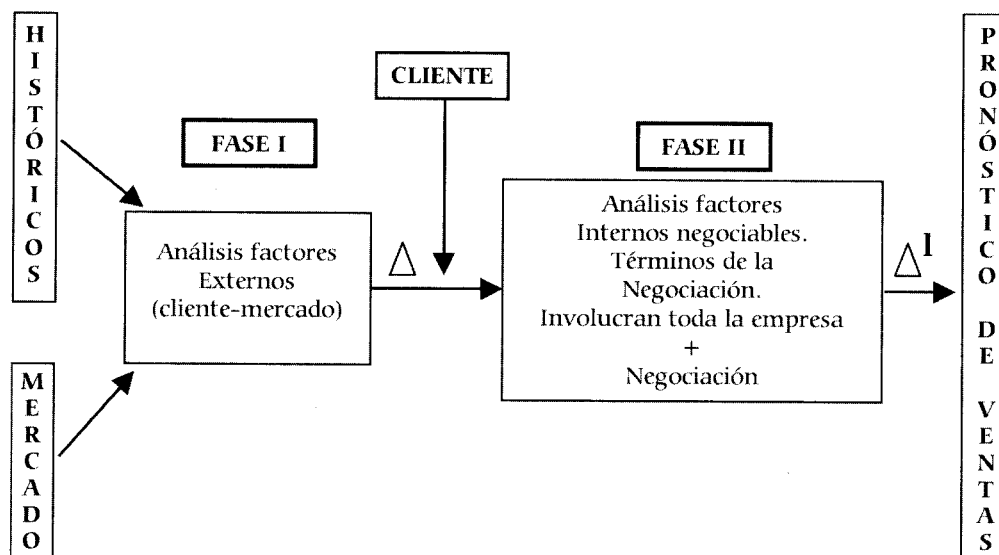 HISTÓRICOS
MERCADO
FASE I
Análisis factores
Externos
(cliente-mercado)
△
CLIENTE
FASE II
Análisis factores
Internos negociables.
Términos de la
Negociación.
Involucran toda la empresa
+
Negociación
△1
PRONÓSTICO DE VENTAS